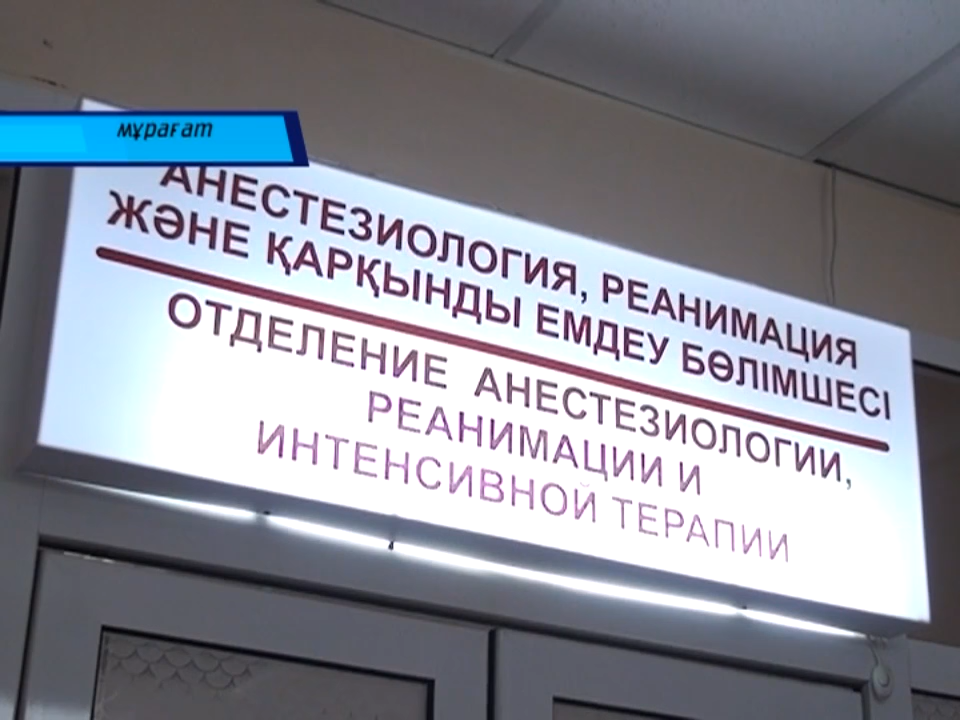 мұрағат
АНЕСТЕЗИОЛОГИЯ, РЕАНИМАЦИЯ
ЖӘНЕ ҚАРҚЫНДЫ ЕМДЕУ БӨЛІМШЕСІ
ОТДЕЛЕНИЕ АНЕСТЕЗИОЛОГИИ,
РЕАНИМАЦИИ И
ИНТЕНСИВНОЙ ТЕРАПИИ